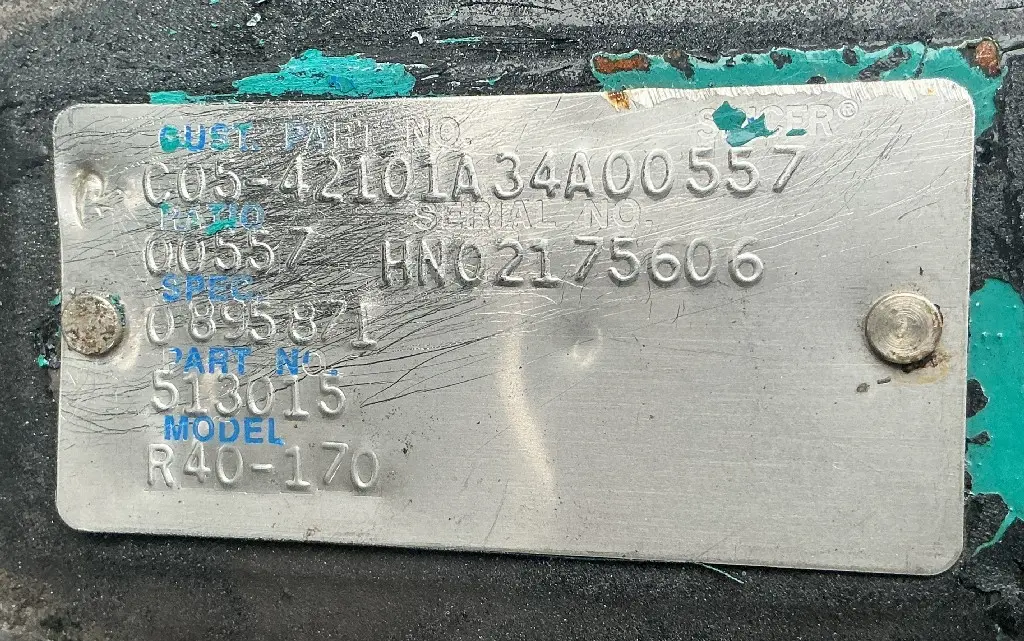 CUST. PART NO. SPICER®
C05-42101A34A00557
RATIO SERIAL NO.
00557 HN02175606
SPEC.
0895871
PART NO.
513015
MODEL
R40-170